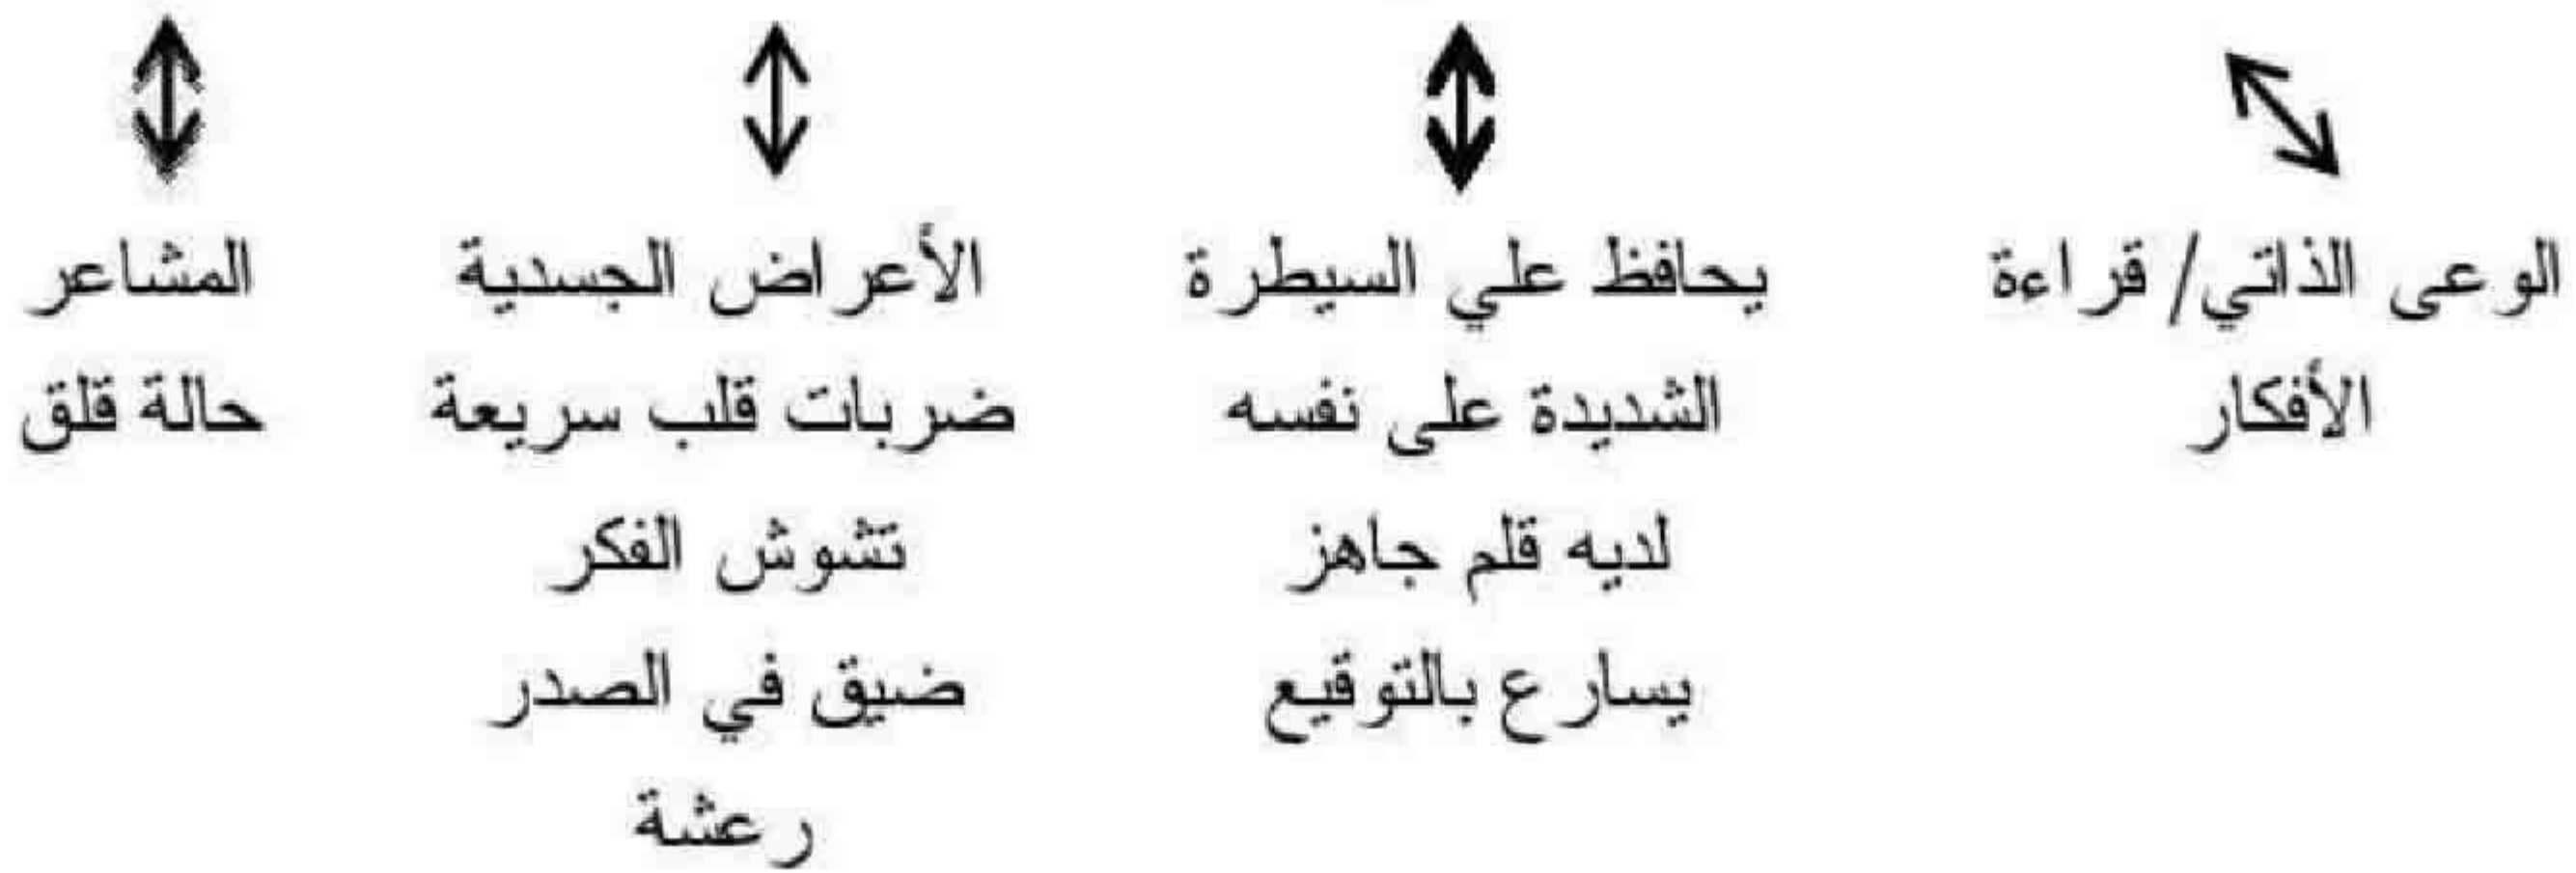 الوعى الذاتي/ قراءة
الأفكار
يحافظ علي السيطرة
الشديدة على نفسه
لديه قلم جاهز
يسارع بالتوقيع
الأعراض الجسدية
ضربات قلب سريعة
تشوش الفكر
ضيق في الصدر
رعشة
المشاعر
حالة قلق